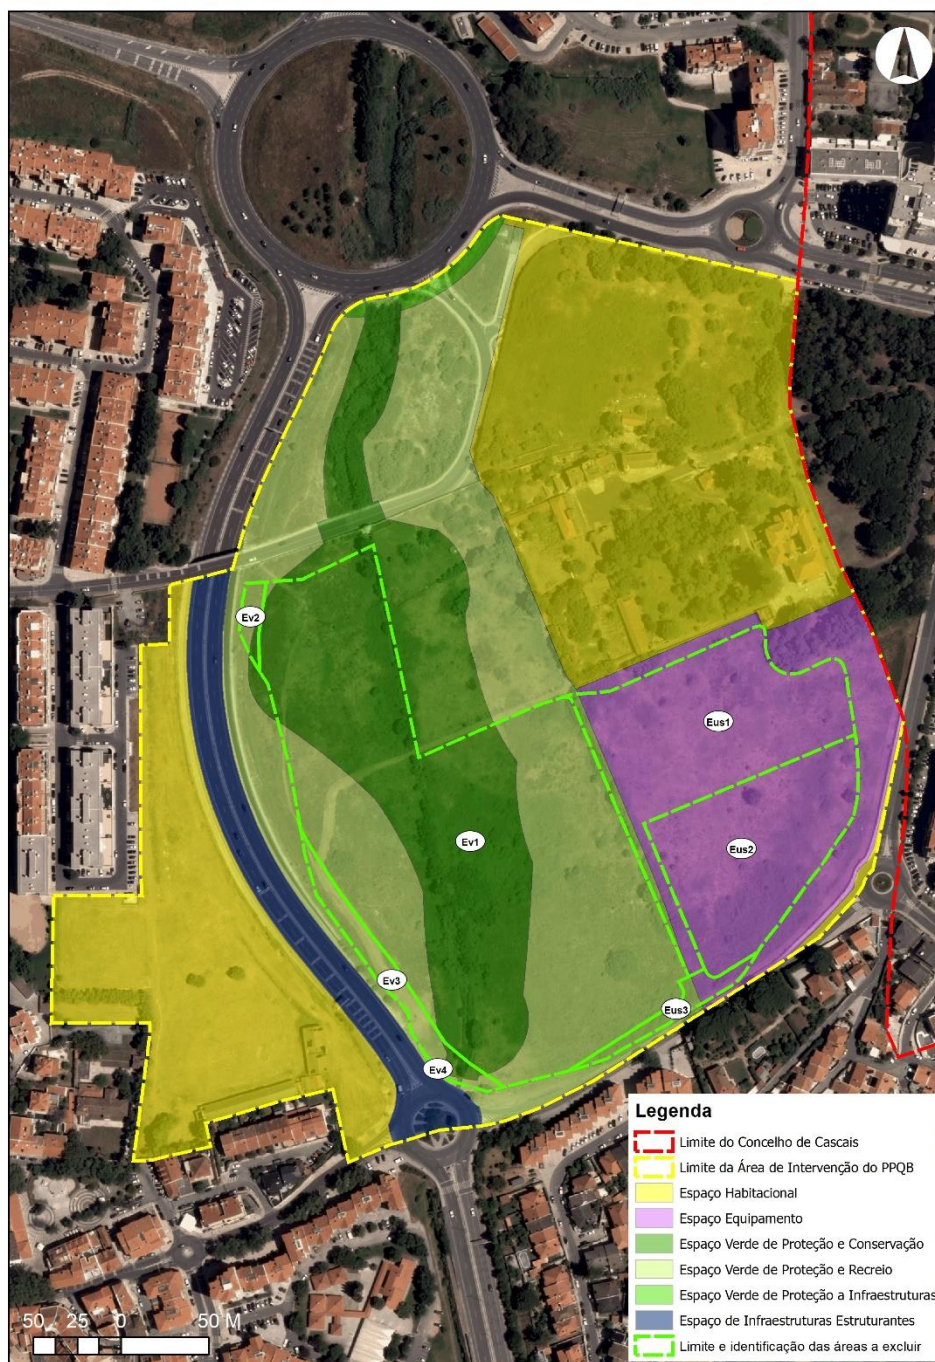 Ev2
Eus1
Ev1
Eus2
Ev3
Eus3
Ev4
Legenda
Limite do Concelho de Cascais
Limite da Área de Intervenção do PPQB
Espaço Habitacional
Espaço Equipamento
Espaço Verde de Proteção e Conservação
Espaço Verde de Proteção e Recreio
Espaço Verde de Proteção a Infraestruturas
Espaço de Infraestruturas Estruturantes
Limite e identificação das áreas a excluir
50 25 0 50 M